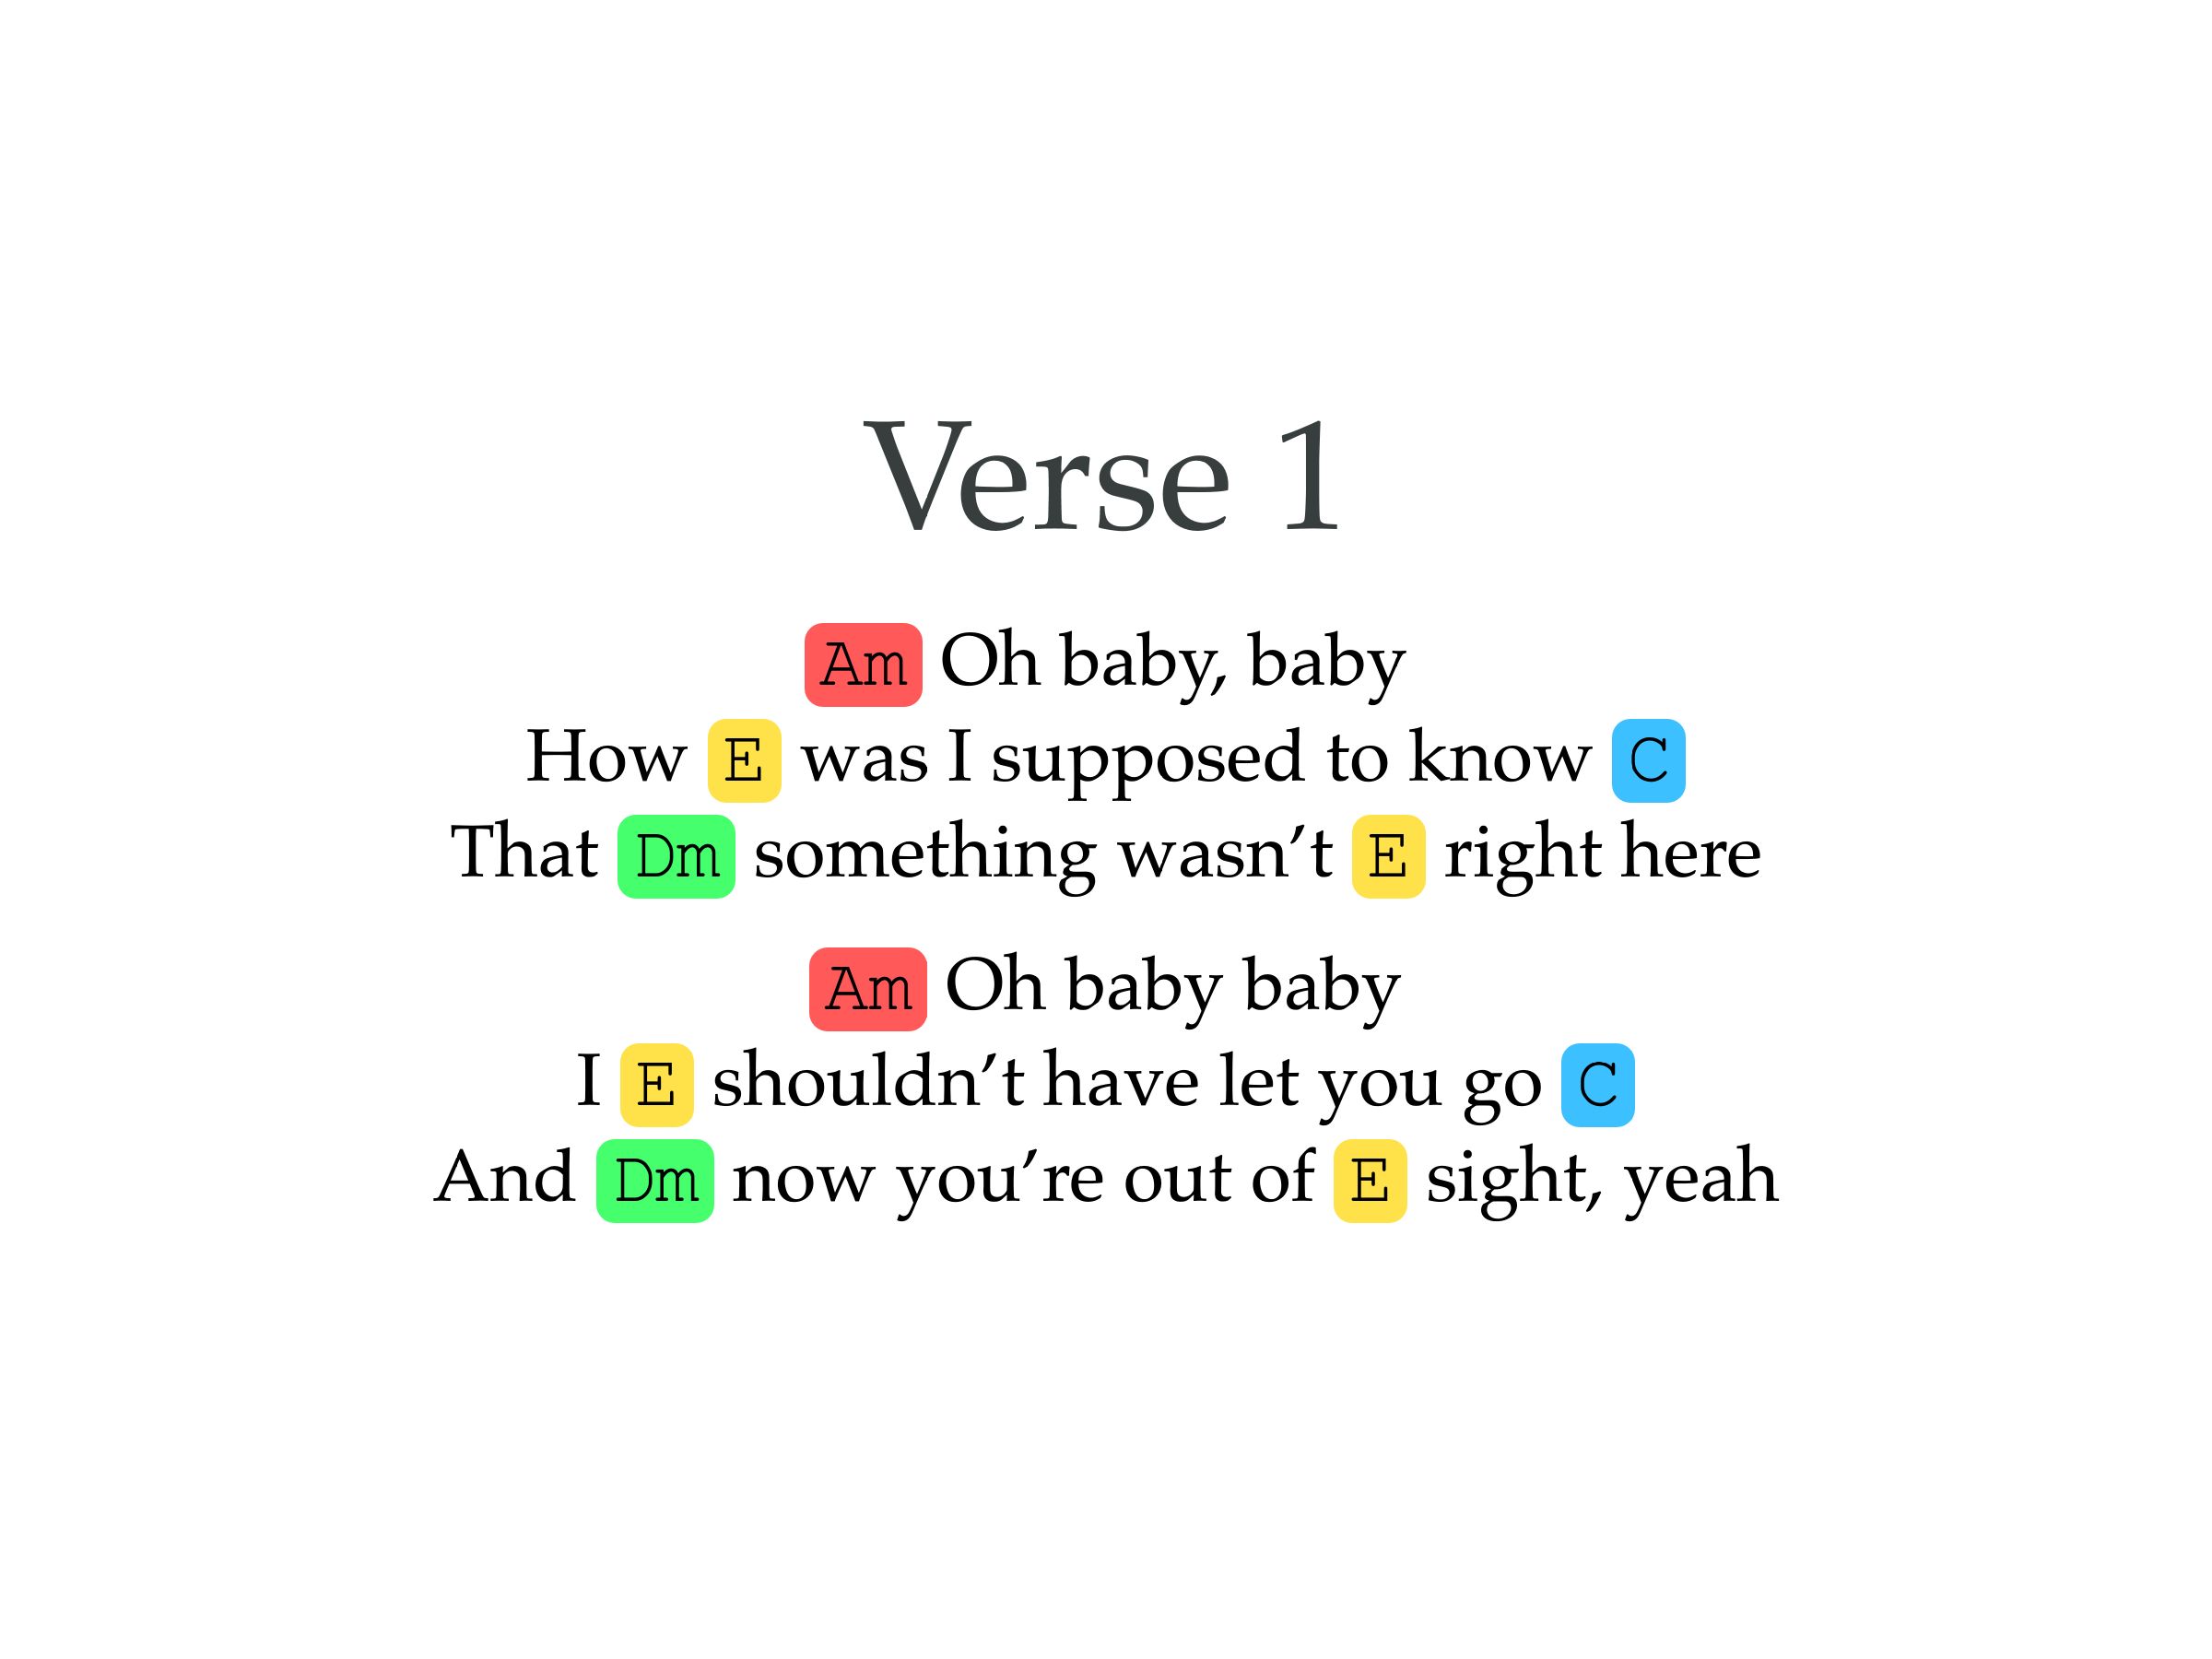 Verse 1
Am Oh baby, baby
How E was I supposed to know C
That Dm something wasn’t E right here
Am Oh baby baby
I E shouldn’t have let you go C
And Dm now you’re out of E sight, yeah